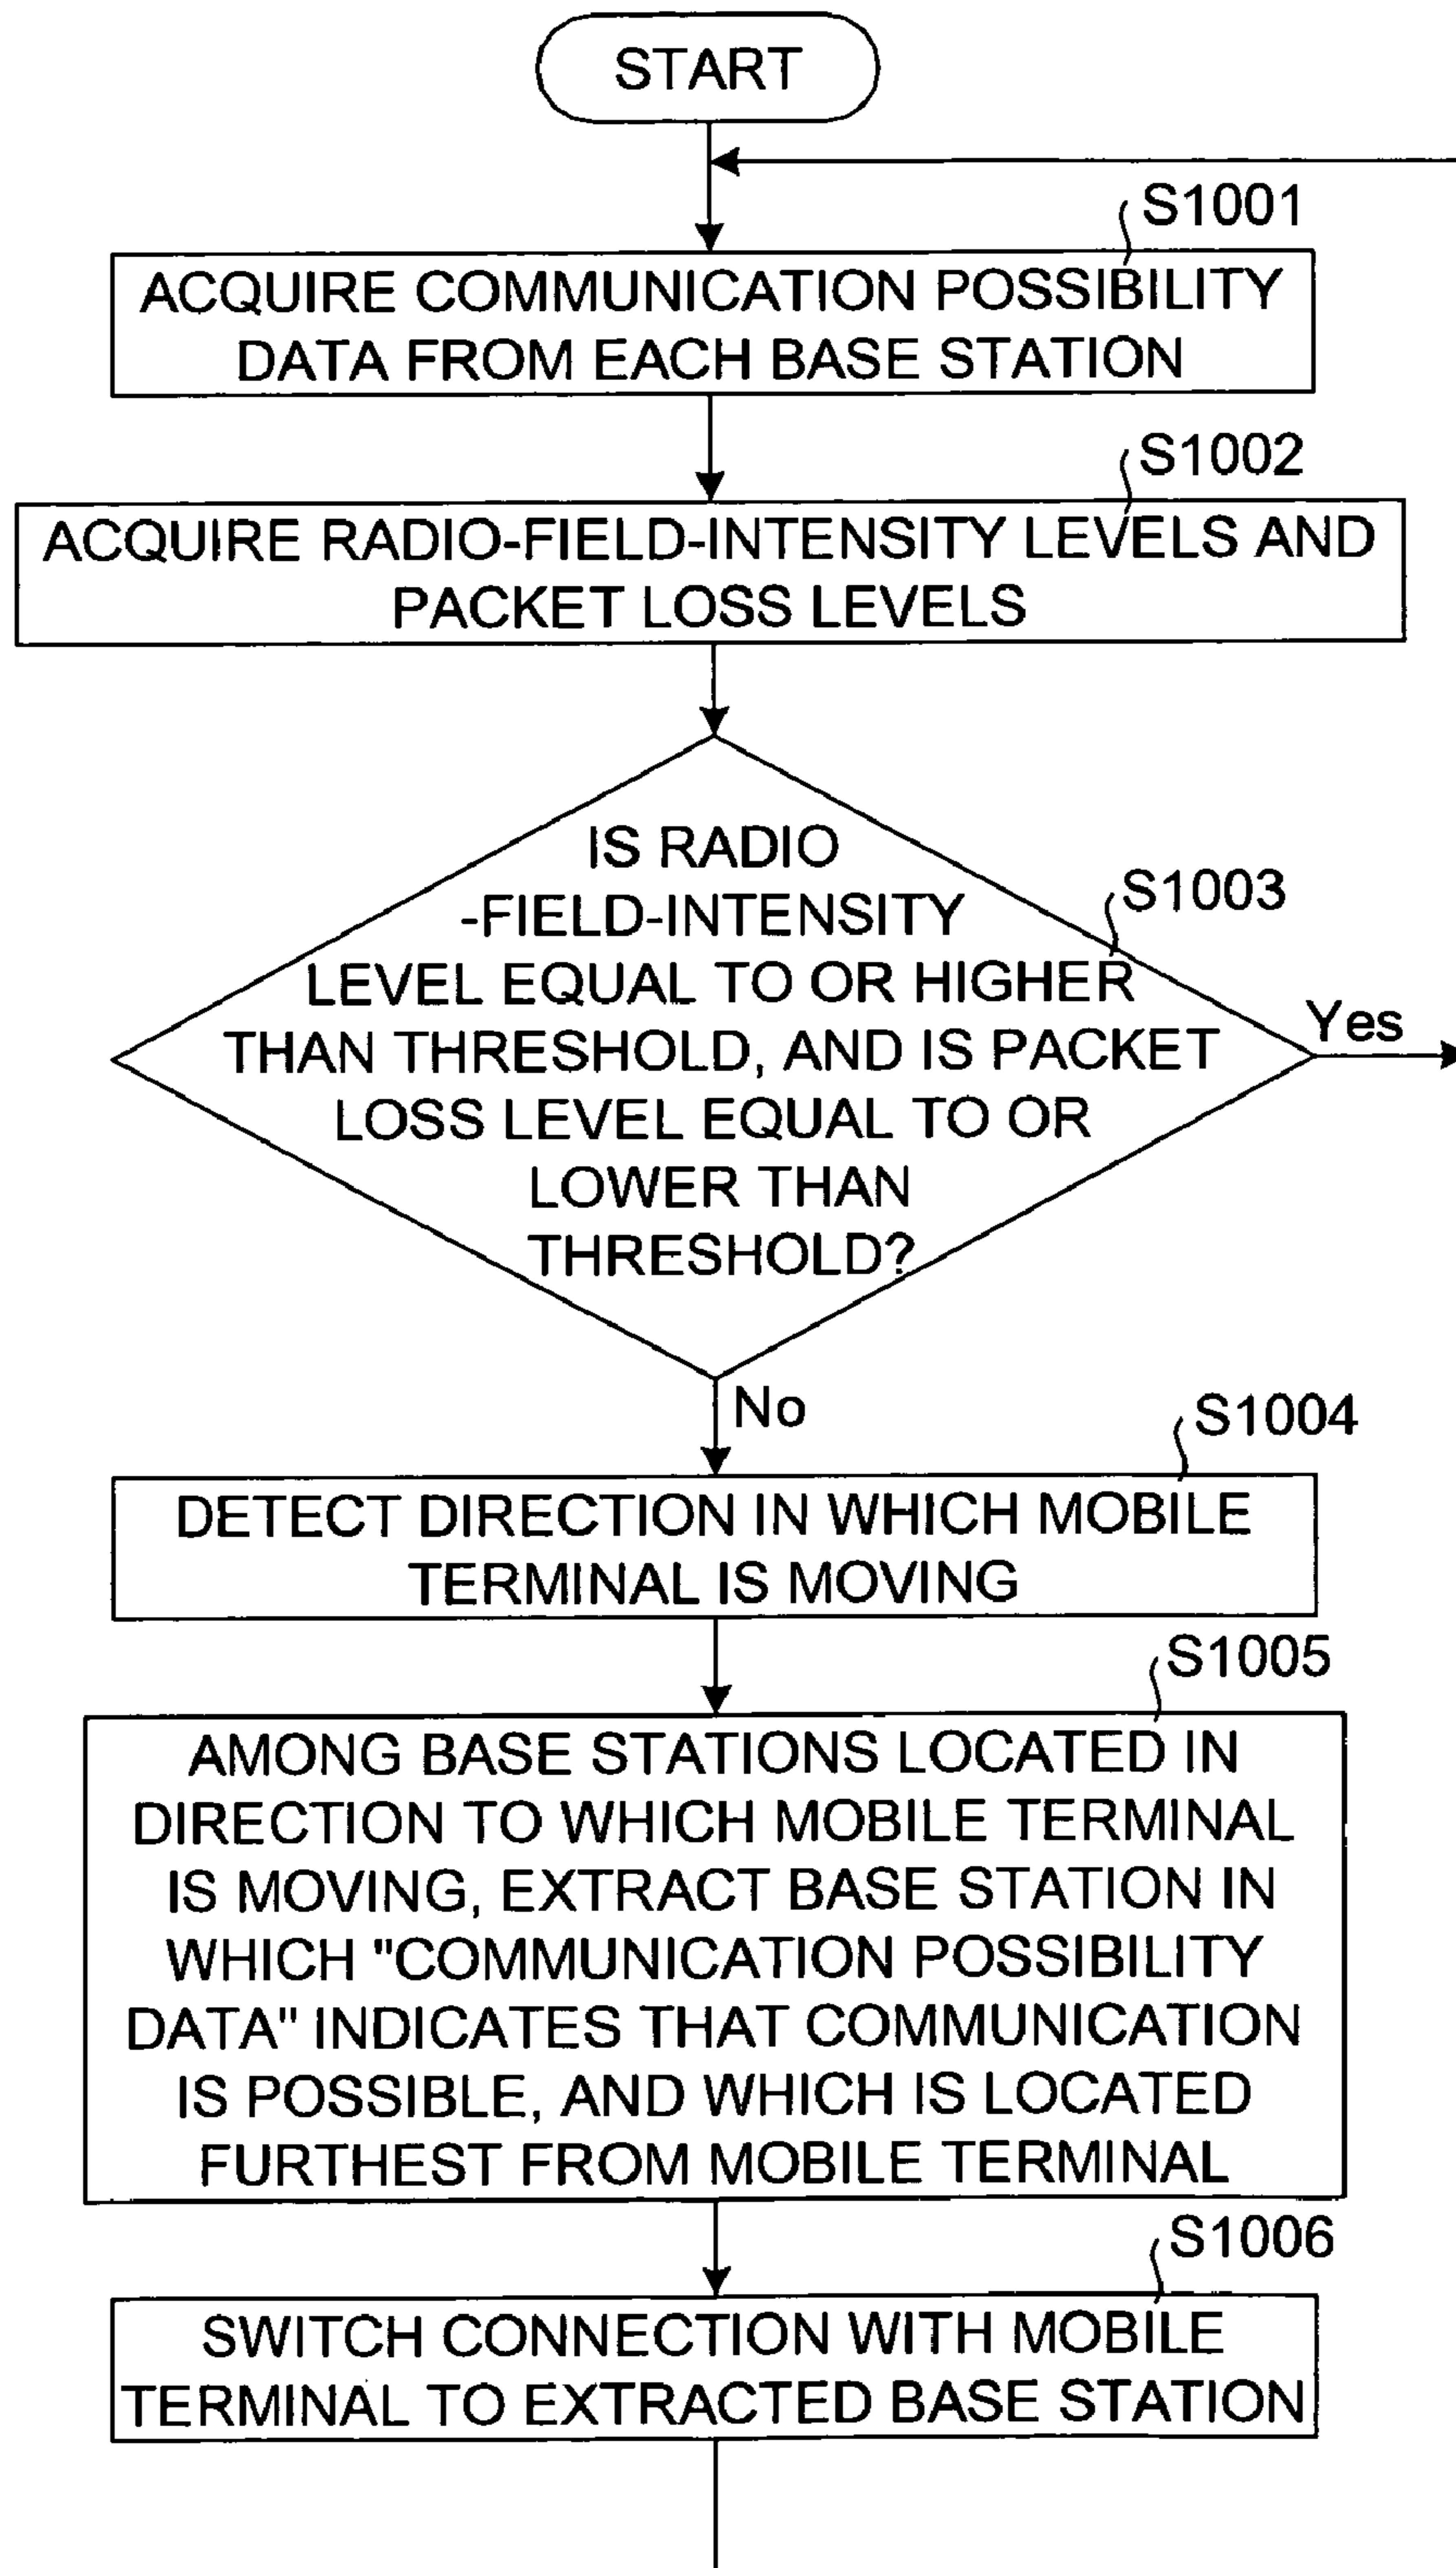 START
S1001
ACQUIRE COMMUNICATION POSSIBILITY
DATA FROM EACH BASE STATION
S1002
ACQUIRE RADIO-FIELD-INTENSITY LEVELS AND
PACKET LOSS LEVELS
IS RADIO
-FIELD-INTENSITY
S1003
LEVEL EQUAL TO OR HIGHER
THAN THRESHOLD, AND IS PACKET
LOSS LEVEL EQUAL TO OR
LOWER THAN
THRESHOLD?
Yes
No
S1004
DETECT DIRECTION IN WHICH MOBILE
TERMINAL IS MOVING
S1005
AMONG BASE STATIONS LOCATED IN
DIRECTION TO WHICH MOBILE TERMINAL
IS MOVING, EXTRACT BASE STATION IN
WHICH "COMMUNICATION POSSIBILITY
DATA" INDICATES THAT COMMUNICATION
IS POSSIBLE, AND WHICH IS LOCATED
FURTHEST FROM MOBILE TERMINAL
S1006
SWITCH CONNECTION WITH MOBILE
TERMINAL TO EXTRACTED BASE STATION